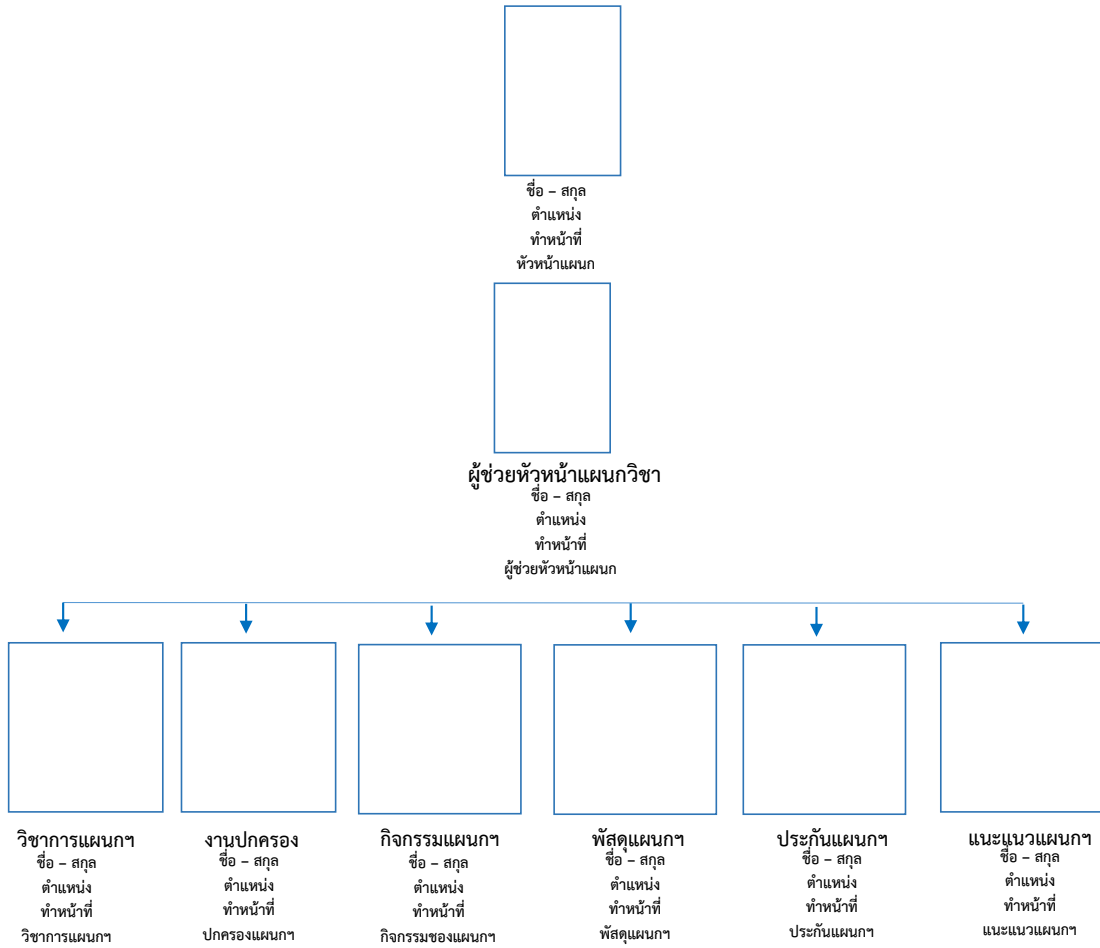 ชื่อ – สกุล
ตำแหน่ง
ทำหน้าที่
หัวหน้าแผนก
ผู้ช่วยหัวหน้าแผนกวิชา
ชื่อ – สกุล
ตำแหน่ง
ทำหน้าที่
ผู้ช่วยหัวหน้าแผนก
วิชาการแผนกฯ
ชื่อ – สกุล
ตำแหน่ง
ทำหน้าที่
วิชาการแผนกฯ
งานปกครอง
ชื่อ – สกุล
ตำแหน่ง
ทำหน้าที่
ปกครองแผนกฯ
กิจกรรมแผนกฯ
ชื่อ – สกุล
ตำแหน่ง
ทำหน้าที่
กิจกรรมของแผนกฯ
พัสดุแผนกฯ
ชื่อ – สกุล
ตำแหน่ง
ทำหน้าที่
พัสดุแผนกฯ
ประกันแผนกฯ
ชื่อ – สกุล
ตำแหน่ง
ทำหน้าที่
ประกันแผนกฯ
แนะแนวแผนกฯ
ชื่อ – สกุล
ตำแหน่ง
ทำหน้าที่
แนะแนวแผนกฯ